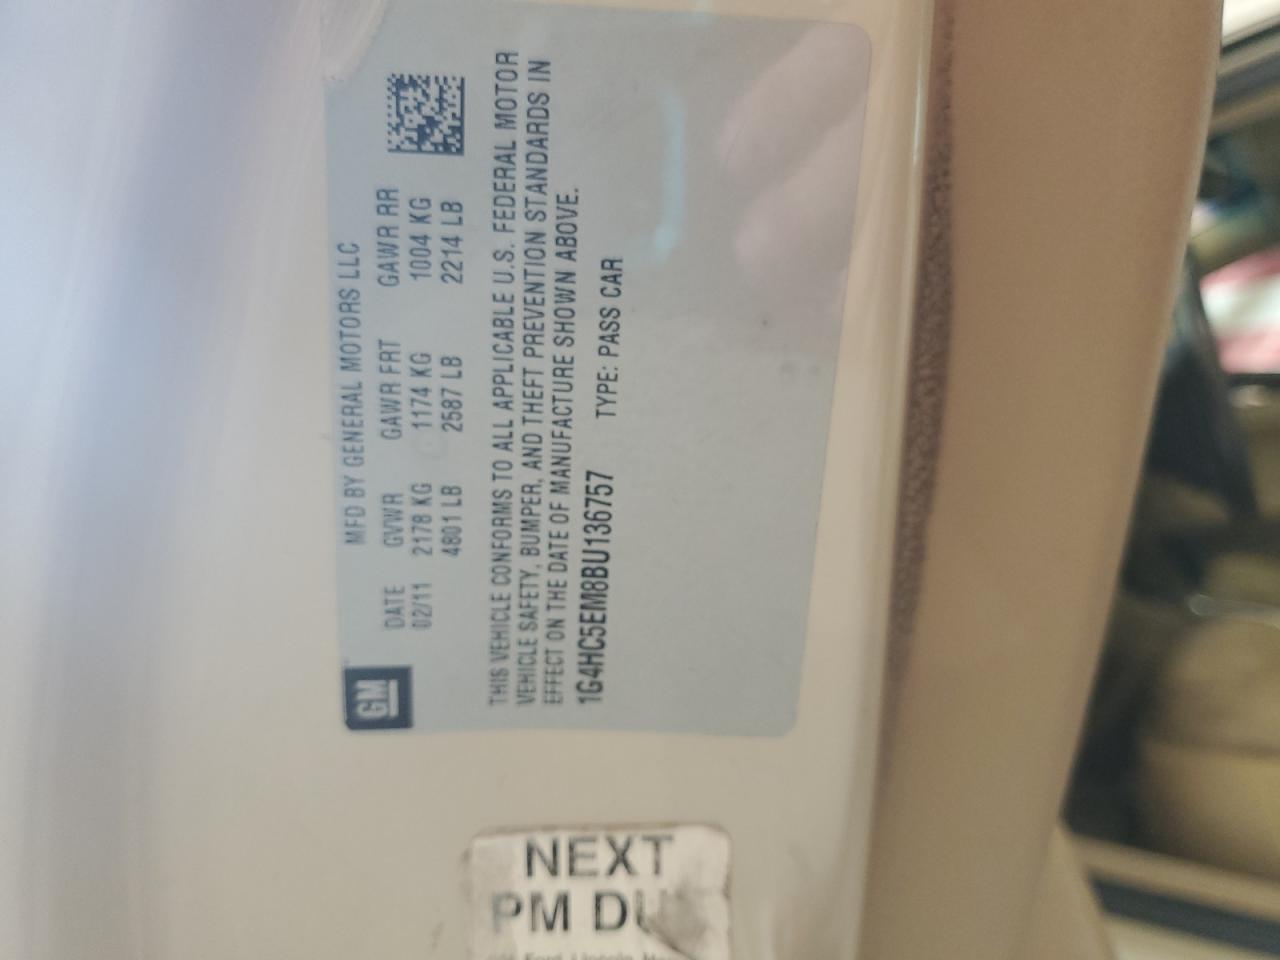 GM
MFD BY GENERAL MOTORS LLC
DATE GVWR GAWR FRT GAWR RR
02/11 2178 KG 1174 KG 1004 KG
4801 LB 2587 LB 2214 LB
THIS VEHICLE CONFORMS TO ALL APPLICABLE U.S. FEDERAL MOTOR
VEHICLE SAFETY, BUMPER, AND THEFT PREVENTION STANDARDS IN
EFFECT ON THE DATE OF MANUFACTURE SHOWN ABOVE.
1G4HC5EM8BU136757 TYPE: PASS CAR
NEXT
PM DU